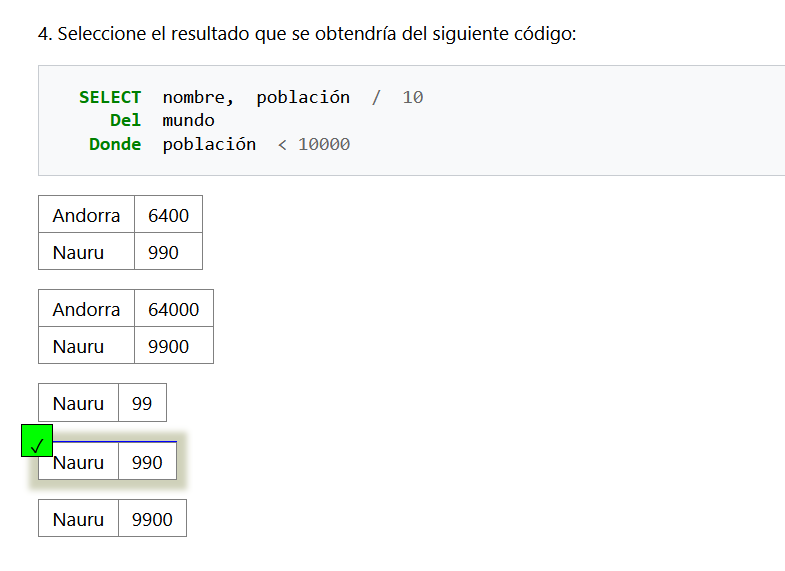 4. Seleccione el resultado que se obtendría del siguiente código:
SELECT nombre, población / 10
Del mundo
Donde población < 10000
Andorra 6400
Nauru 990
Andorra 64000
Nauru 9900
Nauru 99
✓
Nauru 990
Nauru 9900